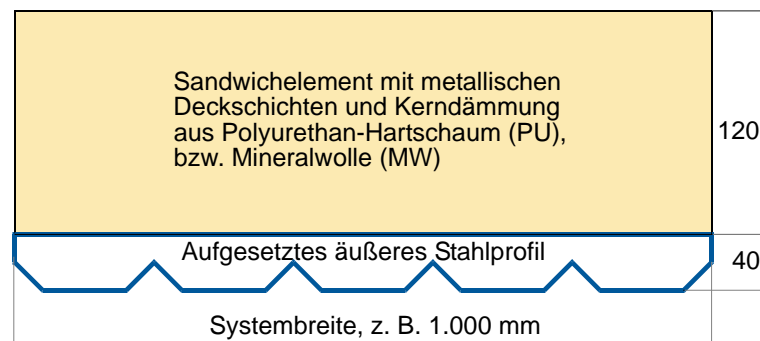 Sandwichelement mit metallischen
Deckschichten und Kerndämmung
aus Polyurethan-Hartschaum (PU),
bzw. Mineralwolle (MW)
120
Aufgesetztes äußeres Stahlprofil
40
Systembreite, z. B. 1.000 mm